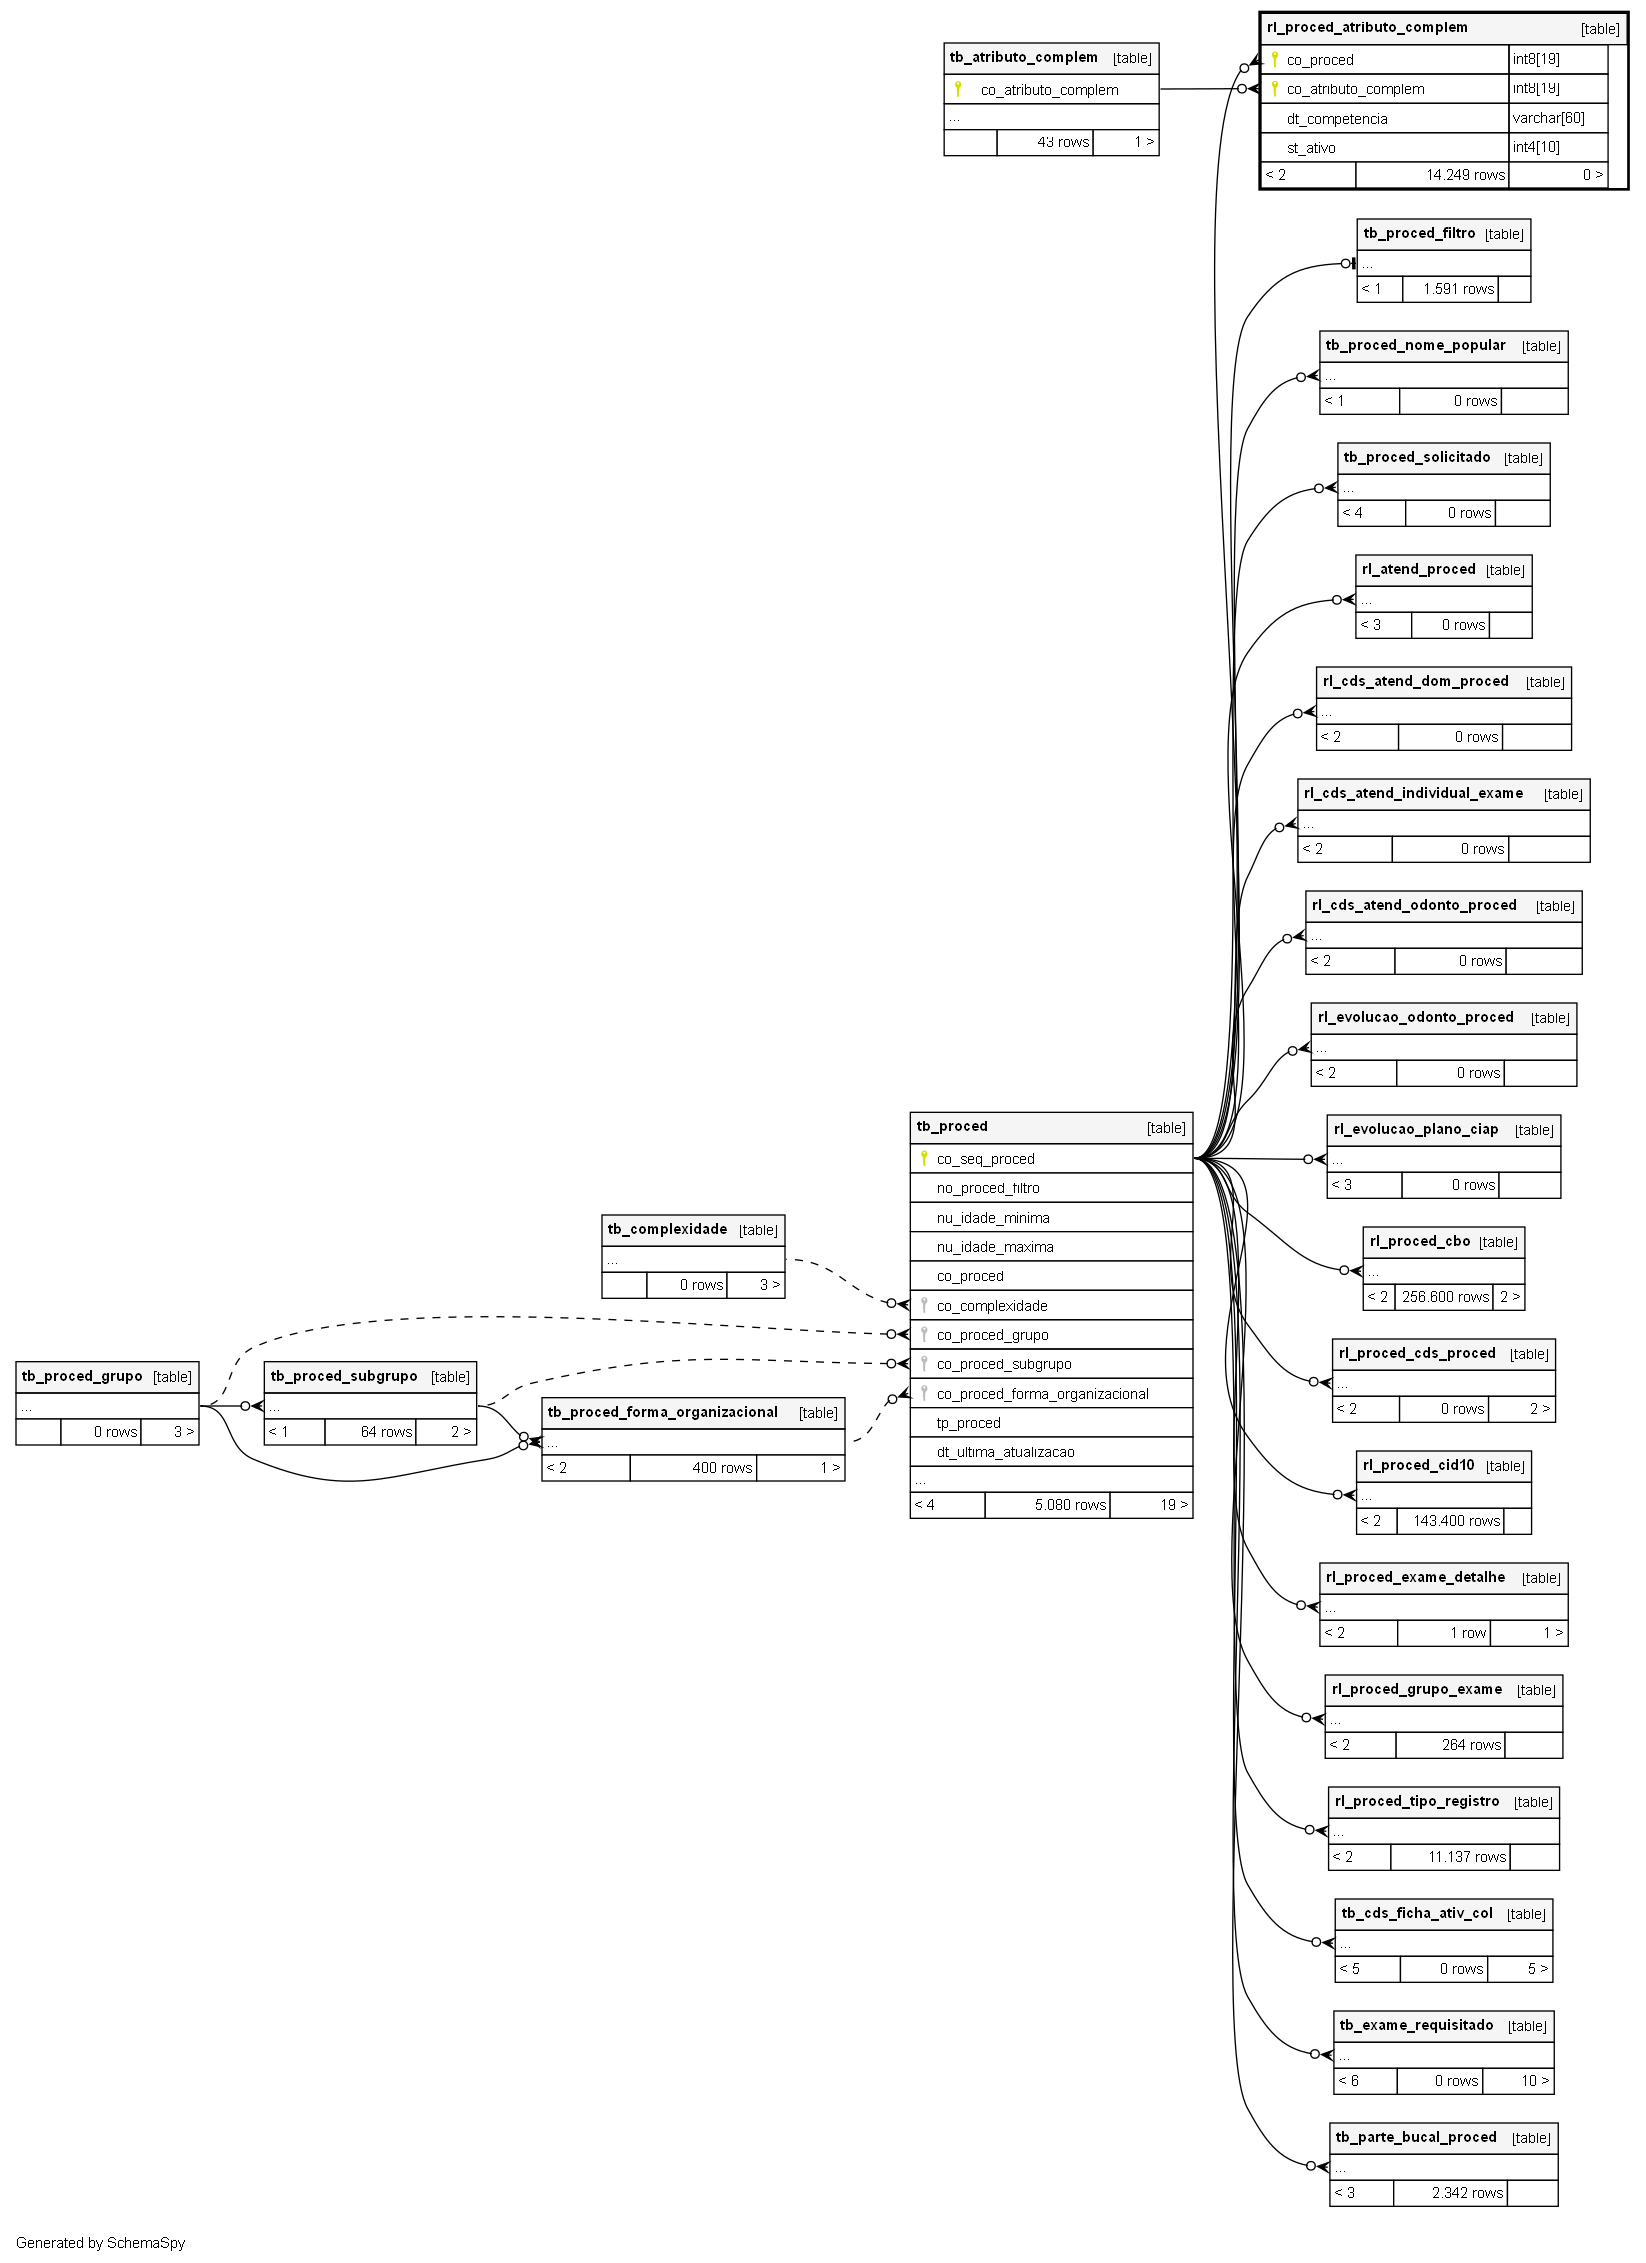 rl_proced_atributo_complem [table]
co_proced int8[19]
co_atributo_complem int8[19]
dt_competencia varchar[60]
st_ativo int4[10]
< 2 14.249 rows 0 >
tb_atributo_complem [table]
co_atributo_complem
...
43 rows 1 >
tb_proced_filtro [table]
...
< 1 1.591 rows
tb_proced_nome_popular [table]
...
< 1 0 rows
tb_proced_solicitado [table]
...
< 4 0 rows
rl_atend_proced [table]
...
< 3 0 rows
rl_cds_atend_dom_proced [table]
...
< 2 0 rows
rl_cds_atend_individual_exame [table]
...
< 2 0 rows
rl_cds_atend_odonto_proced [table]
...
< 2 0 rows
rl_evolucao_odonto_proced [table]
...
< 2 0 rows
rl_evolucao_plano_ciap [table]
...
< 3 0 rows
tb_proced [table]
co_seq_proced
no_proced_filtro
nu_idade_minima
nu_idade_maxima
co_proced
co_complexidade
co_proced_grupo
co_proced_subgrupo
co_proced_forma_organizacional
tp_proced
dt_ultima_atualizacao
...
< 4 5.080 rows 19 >
tb_complexidade [table]
...
0 rows 3 >
tb_proced_grupo [table]
...
0 rows 3 >
tb_proced_subgrupo [table]
...
< 1 64 rows 2 >
tb_proced_forma_organizacional [table]
...
< 2 400 rows 1 >
rl_proced_cbo [table]
...
< 2 256.600 rows 2 >
rl_proced_cds_proced [table]
...
< 2 0 rows 2 >
rl_proced_cid10 [table]
...
< 2 143.400 rows
rl_proced_exame_detalhe [table]
...
< 2 1 row 1 >
rl_proced_grupo_exame [table]
...
< 2 264 rows
rl_proced_tipo_registro [table]
...
< 2 11.137 rows
tb_cds_ficha_ativ_col [table]
...
< 5 0 rows 5 >
tb_exame_requisitado [table]
...
< 6 0 rows 10 >
tb_parte_bucal_proced [table]
...
< 3 2.342 rows
Generated by SchemaSpy